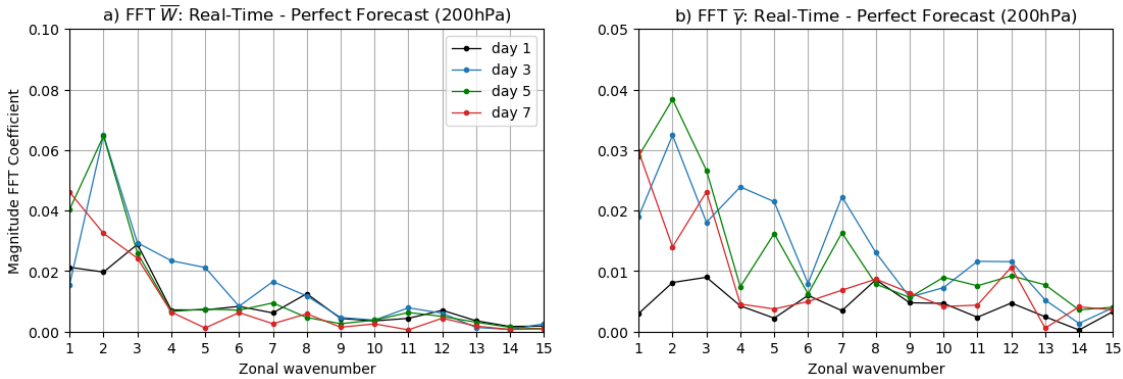 a) FFT W̅: Real-Time - Perfect Forecast (200hPa)
Magnitude FFT Coefficient
0.10
0.08
0.06
0.04
0.02
0.00
day 1
day 3
day 5
day 7
1 2 3 4 5 6 7 8 9 10 11 12 13 14 15
Zonal wavenumber
b) FFT γ̅: Real-Time - Perfect Forecast (200hPa)
0.05
0.04
0.03
0.02
0.01
0.00
1 2 3 4 5 6 7 8 9 10 11 12 13 14 15
Zonal wavenumber